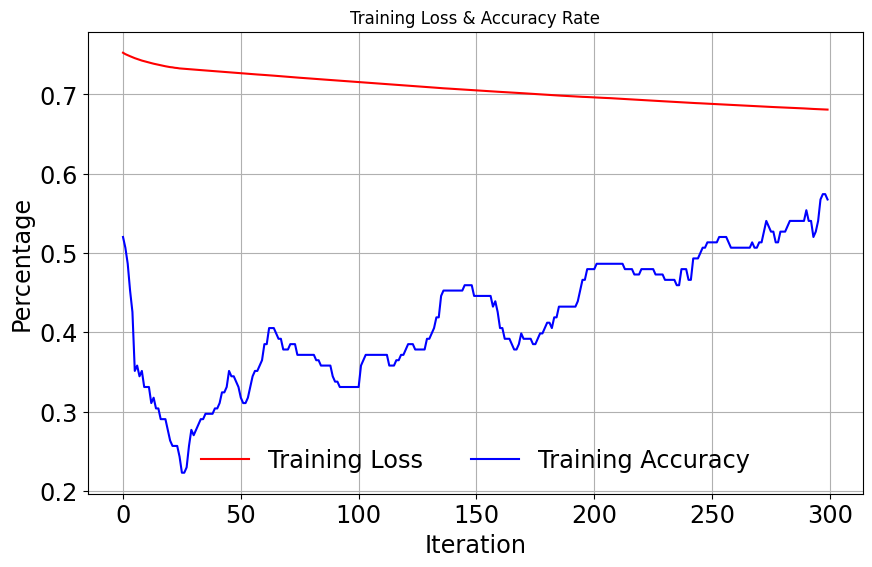 Training Loss & Accuracy Rate
Percentage
0.7
0.6
0.5
0.4
0.3
0.2
Training Loss
Training Accuracy
0 50 100 150 200 250 300
Iteration